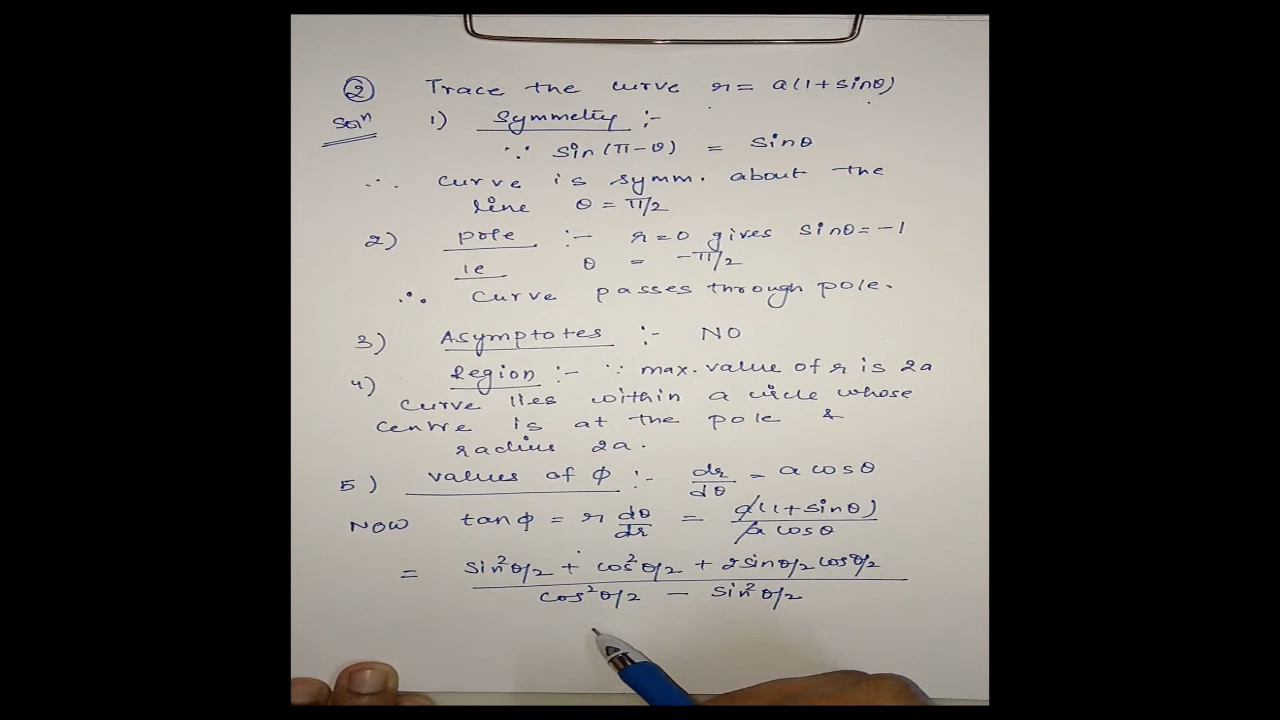 ② Trace the curve r = a(1+sinθ)
Solⁿ 1) Symmetry :-
∵ sin(π-θ) = sinθ
∴ curve is symm. about the
line θ = π/2
2) pole :- r=0 gives sinθ=-1
ie θ = -π/2
∴ curve passes through pole.
3) Asymptotes :- NO
4) Region :- ∵ max. value of r is 2a
curve lies within a circle whose
centre is at the pole &
radius 2a.
5) values of ϕ :- dr/dθ = a cosθ
NOW tanϕ = r dθ/dr = a(1+sinθ)/a cosθ
= sin²θ/2 + cos²θ/2 + 2sinθ/2 cosθ/2
cos²θ/2 - sin²θ/2